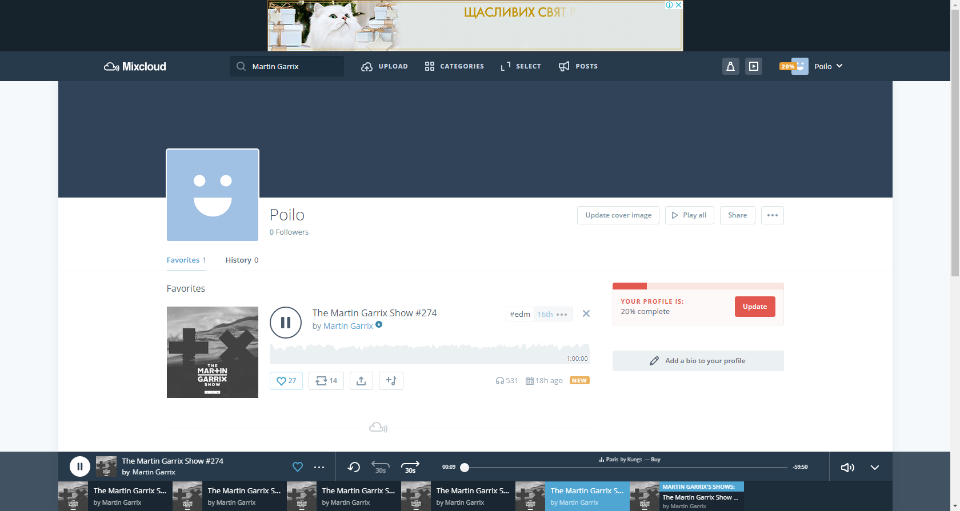 ЩАСЛИВИХ СВЯТ
Mixcloud
Martin Garrix
UPLOAD
CATEGORIES
SELECT
POSTS
20%
Poilo
Poilo
0 Followers
Update cover image
Play all
Share
Favorites 1
History 0
Favorites
THE
MARTIN
GARRIX
SHOW
The Martin Garrix Show #274
by Martin Garrix
#edm
16th
1:00:00
27
14
531
18h ago
NEW
YOUR PROFILE IS:
20% complete
Update
Add a bio to your profile
The Martin Garrix Show #274
by Martin Garrix
30s
30s
00:09
Paris by Kungs — Buy
-59:50
The Martin Garrix S...
by Martin Garrix
The Martin Garrix S...
by Martin Garrix
The Martin Garrix S...
by Martin Garrix
The Martin Garrix S...
by Martin Garrix
The Martin Garrix S...
by Martin Garrix
MARTIN GARRIX'S SHOWS:
The Martin Garrix Show ...
by Martin Garrix